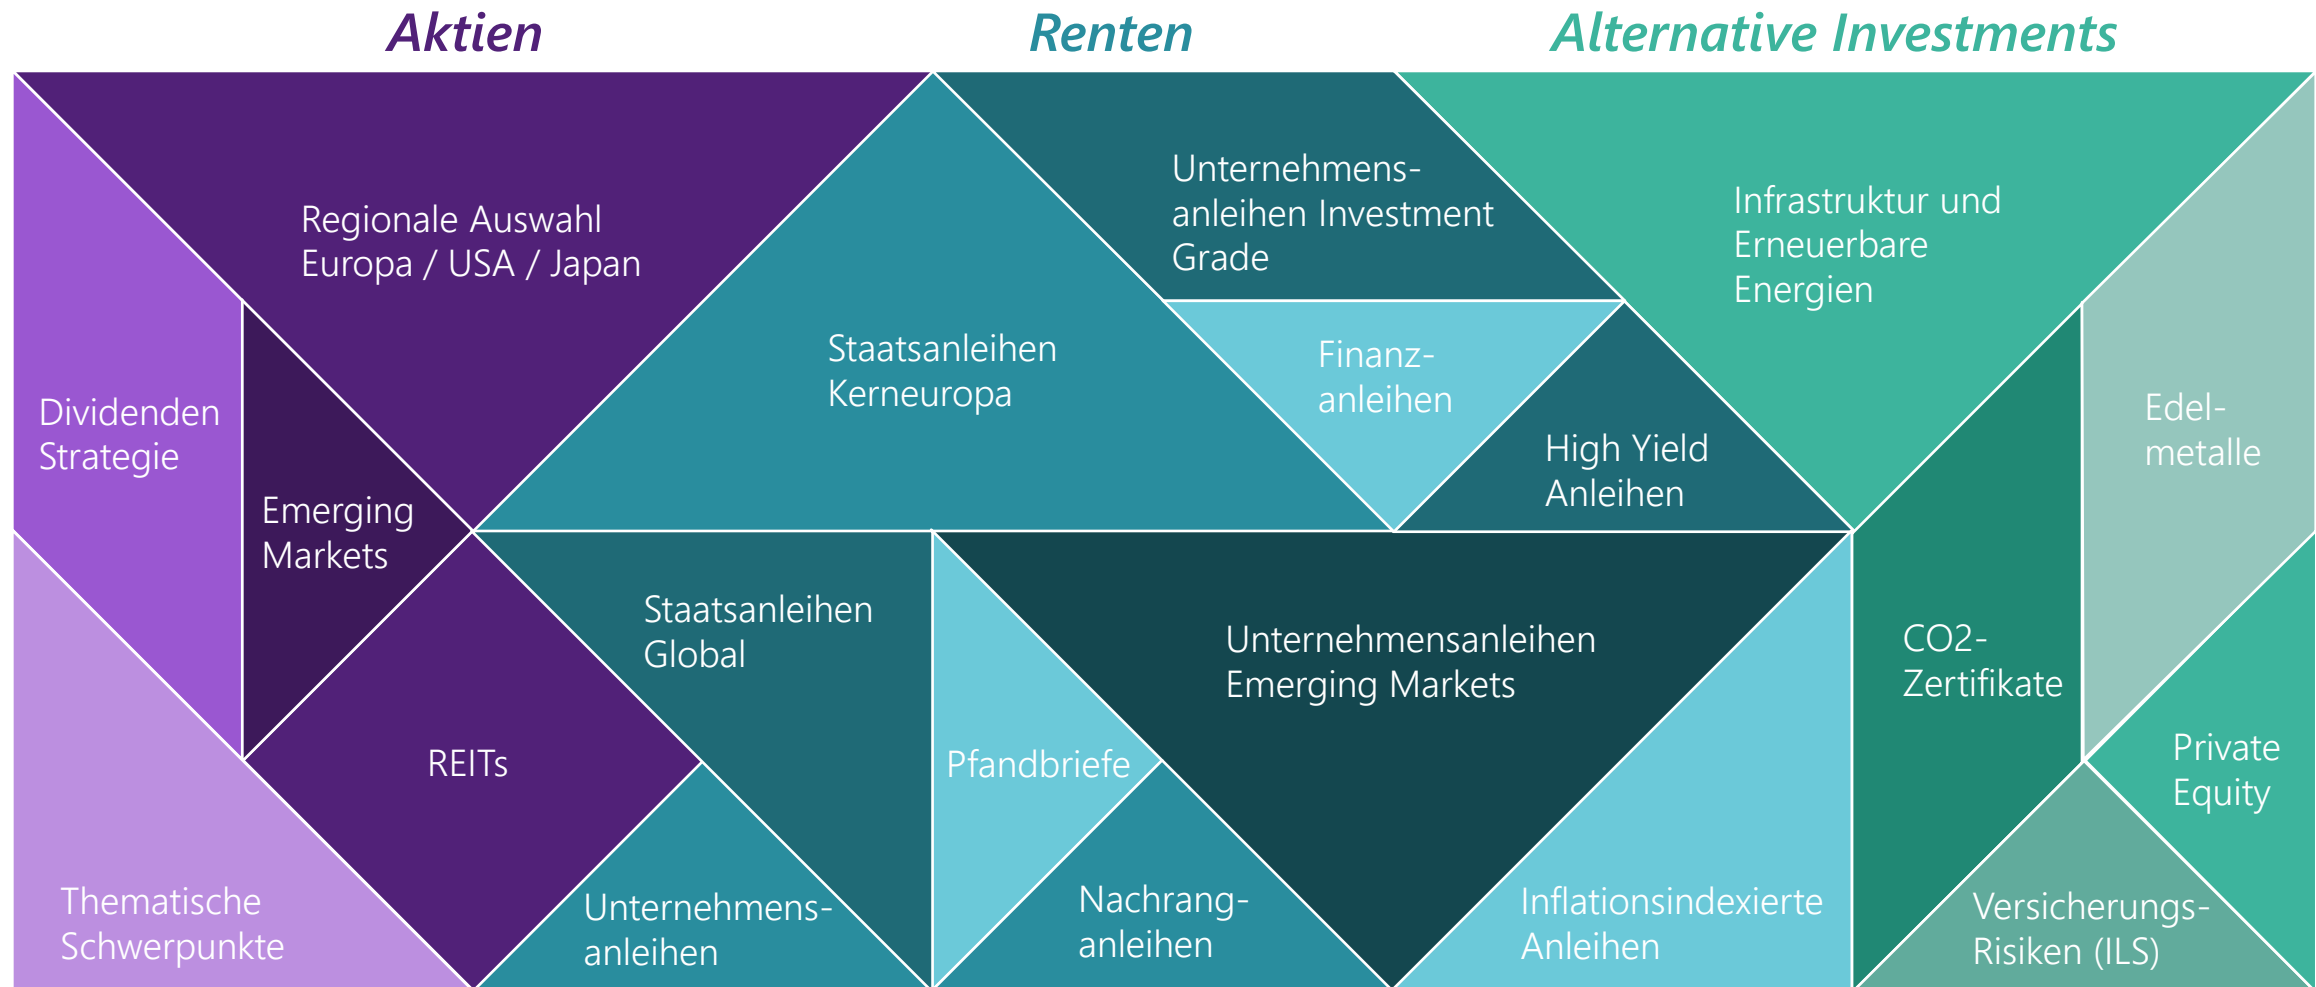 Aktien
Renten
Alternative Investments
Regionale Auswahl
Europa / USA / Japan
Dividenden
Strategie
Emerging
Markets
REITs
Thematische
Schwerpunkte
Staatsanleihen
Kerneuropa
Unternehmens-
anleihen Investment
Grade
Finanz-
anleihen
High Yield
Anleihen
Staatsanleihen
Global
Unternehmensanleihen
Emerging Markets
Pfandbriefe
Unternehmens-
anleihen
Nachrang-
anleihen
Inflationsindexierte
Anleihen
Infrastruktur und
Erneuerbare
Energien
Edel-
metalle
CO2-
Zertifikate
Private
Equity
Versicherungs-
Risiken (ILS)